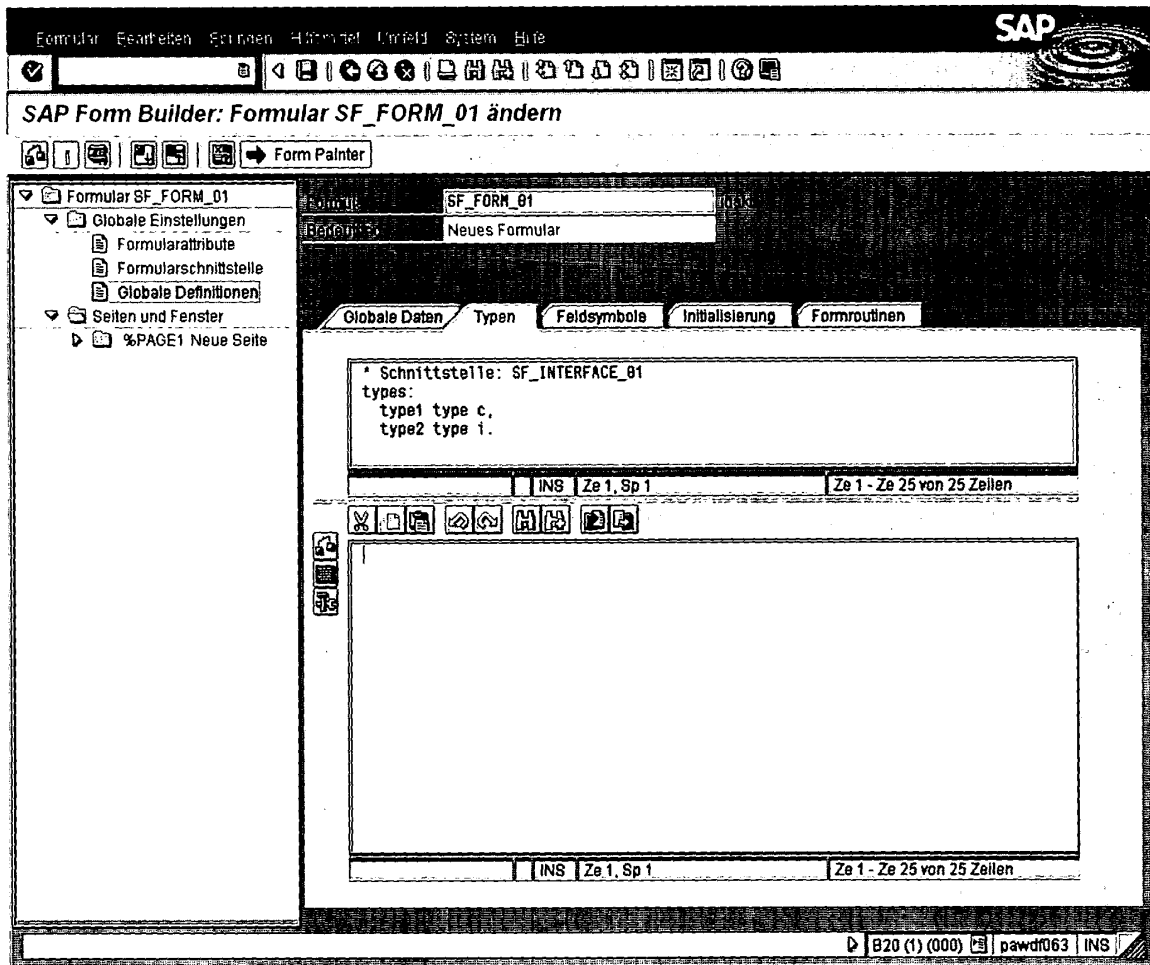 Formular Bearbeiten Springen Hilfsmittel Umfeld System Hilfe
SAP
SAP Form Builder: Formular SF_FORM_01 ändern
Form Painter
Formular SF_FORM_01
Globale Einstellungen
Formularattribute
Formularschnittstelle
Globale Definitionen
Seiten und Fenster
%PAGE1 Neue Seite
Formular SF_FORM_01
SF_FORM_01
Neues Formular
Globale Daten Typen Feldsymbole Initialisierung Formroutinen
* Schnittstelle: SF_INTERFACE_01
types:
type1 type c,
type2 type i.
INS Ze 1, Sp 1 Ze 1 - Ze 25 von 25 Zeilen
INS Ze 1, Sp 1 Ze 1 - Ze 25 von 25 Zeilen
B20 (1) (000) pawdf063 INS